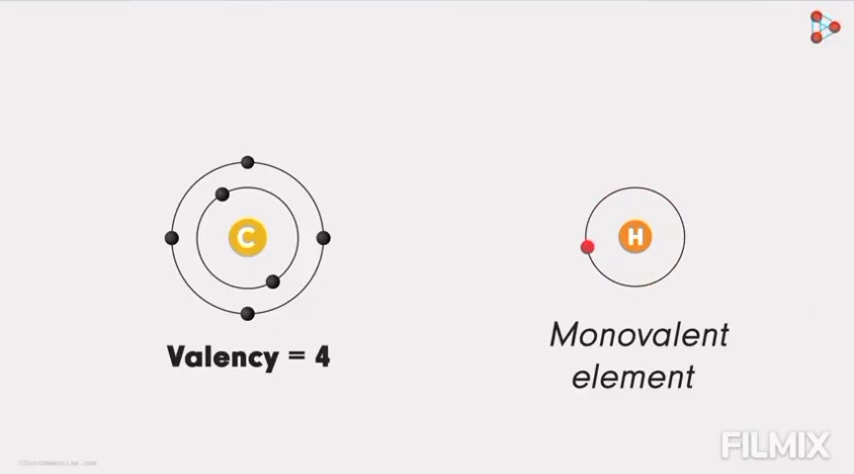 C
H
Valency = 4
Monovalent
element
FILMIX